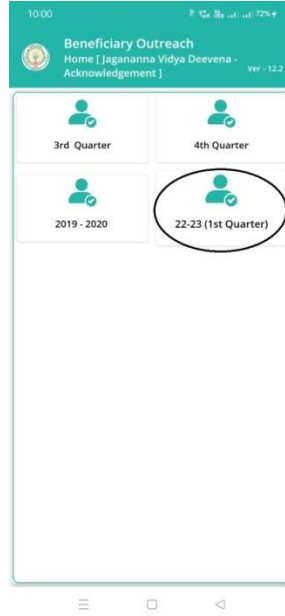 10:00
72%
Beneficiary Outreach
Home [ Jagananna Vidya Deevena -
Acknowledgement ]
Ver - 12.2
3rd Quarter
4th Quarter
2019 - 2020
22-23 (1st Quarter)